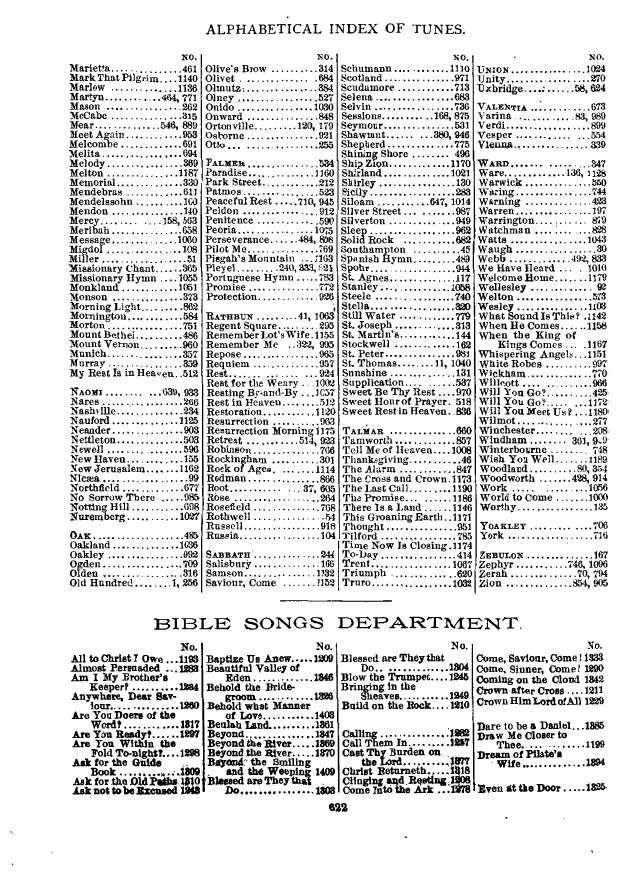 ALPHABETICAL INDEX OF TUNES.
NO.
Marietta.............461
Mark That Pilgrim....1140
Marlow ..............1136
Martyn..........464, 771
Mason ................262
McCabe ...............315
Mear............546, 889
Meet Again............958
Melcombe .............691
Melita ...............694
Melody ...............369
Melton ..............1187
Memorial..............330
Mendebras ............611
Mendelssohn ..........160
Mendon ...............140
Mercy...........158, 563
Meribah ..............658
Message..............1060
Migdol ...............108
Miller ................51
Missionary Chant......365
Missionary Hymn .....1055
Monkland ............1051
Monson ...............373
Morning Light.........862
Mornington............584
Morton ...............751
Mount Bethel..........486
Mount Vernon..........960
Munich................357
Murray ...............359
My Rest is in Heaven..512
NAOMI ..........639, 933
Nares ................266
Nashville.............234
Nauford .............1125
Neander...............903
Nettleton.............503
Newell ...............596
New Haven ............155
New Jerusalem........1162
Nicæa .................99
Northfield ...........677
No Sorrow There ......985
Notting Hill .........698
Nuremberg............1027
OAK...................485
Oakland..............1036
Oakley ...............992
Ogden.................709
Olden ................316
Old Hundred........1, 256
NO.
Olive's Brow .........314
Olivet ...............684
Olmutz................384
Olney ................527
Onido ...............1030
Onward ...............848
Ortonville......120, 179
Osborne ..............921
Otto .................255
PALMER................534
Paradise.............1160
Park Street...........212
Patmos................523
Peaceful Rest ...710, 945
Peldon ...............912
Penitence ............590
Peoria...............1075
Perseverance.....484, 898
Pilot Me..............769
Pisgah's Mountain ...1163
Pleyel......240, 333, 921
Portuguese Hymn ......783
Promise ..............772
Protection............926
RATHBUN ........41, 1063
Regent Square.........295
Remember Lot's Wife..1155
Remember Me ...322, 995
Repose................965
Requiem ..............957
Rest..................924
Rest for the Weary ..1002
Resting By-and-By ...1057
Rest in Heaven........512
Restoration..........1120
Resurrection .........963
Resurrection Morning 1175
Retreat .........514, 923
Robinson..............766
Rockingham ...........301
Rock of Ages.........1114
Rodman................866
Root..............37, 605
Rose .................264
Rosefield ............768
Rothwell ..............54
Russell...............918
Russia................104
SABBATH...............244
Salisbury ............166
Samson...............1132
Saviour, Come .......1152
NO.
Schumann ............1110
Scotland..............971
Scudamore ............713
Selena ...............683
Selvin................736
Sessions.........168, 875
Seymour...............531
Shawmut..........380, 946
Shepherd..............775
Shining Shore ........496
Ship Zion............1170
Shirland.............1021
Shirley ..............130
Sicily................283
Siloam .........647, 1014
Silver Street ........987
Silverton ............949
Sleep.................962
Solid Rock ...........682
Southampton ...........45
Spanish Hymn..........489
Spohr.................944
St. Agnes.............117
Stanley..............1058
Steele ...............740
Stella................820
Still Water ..........779
St. Joseph............313
St. Martin's..........144
Stockwell ............162
St. Peter.............981
St. Thomas......11, 1040
Sunshine .............131
Supplication..........537
Sweet Be Thy Rest ....970
Sweet Hour of Prayer. 518
Sweet Rest in Heaven. 836
TALMAR ...............660
Tamworth..............857
Tell Me of Heaven ...1008
Thanksgiving...........46
The Alarm ............847
The Cross and Crown .1173
The Last Call........1190
The Promise..........1186
There Is a Land .....1146
This Groaning Earth..1171
Thought...............951
Tilford ..............785
Time Now Is Closing..1174
To-Day ...............414
Trent................1067
Triumph ..............620
Truro................1032
NO.
UNION ...............1024
Unity.................270
Uxbridge..........58, 624
VALENTIA .............673
Varina............83, 989
Verdi.................899
Vesper ...............554
Vienna................339
WARD..................347
Ware............136, 1128
Warwick ..............550
Waring................744
Warning ..............423
Warren................197
Warrington............879
Watchman .............828
Watts ...............1043
Waugh..................30
Webb ............492, 833
We Have Heard .......1010
Welcome Home.........1179
Wellesley .............92
Welton ...............573
Wesley...............1103
What Sound Is This? .1142
When He Comes........1158
When the King of
Kings Comes ..1167
Whispering Angels....1151
White Robes ..........997
Wickham...............770
Willcott .............966
Will You Go?..........425
Will You Go?.........1172
Will You Meet Us? ...1180
Wilmot................277
Winchester............208
Windham ........ 361,
Winterbourne .........748
Wish You Well........1189
Woodland .........80, 354
Woodworth .......428, 914
Work ................1056
World to Come .......1000
Worthy................135
YOAKLEY ..............706
York .................716
ZEBULON ..............167
Zephyr .........746, 1096
Zerah.............70, 794
Zion.............854, 905
BIBLE SONGS DEPARTMENT.
No.
All to Christ I Owe ...1193
Almost Persuaded ...1283
Am I My Brother's
Keeper? ..........1284
Anywhere, Dear Sav-
iour..............1260
Are You Doers of the
Word?............1317
Are You Ready?......1297
Are You Within the
Fold To-night?....1298
Ask for the Guide
Book .............1309
Ask for the Old Paths 1310
Ask not to be Excused 1243
No.
Baptize Us Anew.....1209
Beautiful Valley of
Eden .............1346
Behold the Bride-
groom ............1326
Behold what Manner
of Love...........1408
Beulah Land..........1361
Beyond...............1347
Beyond the River ....1369
Beyond the River.....1370
Beyond the Smiling
and the Weeping 1409
Blessed are They that
Do................1303
No.
Blessed are They that
Do................1304
Blow the Trumpet....1245
Bringing in the
Sheaves...........1249
Build on the Rock ...1210
Calling ..............1282
Call Them In.........1257
Cast Thy Burden on
the Lord..........1377
Christ Returneth.....1318
Clinging and Resting 1208
Come Into the Ark ...1278
No.
Come, Saviour, Come! 1333
Come, Sinner, Come! 1290
Coming on the Cloud 1342
Crown after Cross ....1211
Crown Him Lord of All 1229
Dare to be a Daniel...1385
Draw Me Closer to
Thee..............1199
Dream of Pilate's
Wife..............1394
Even at the Door .....1325
622